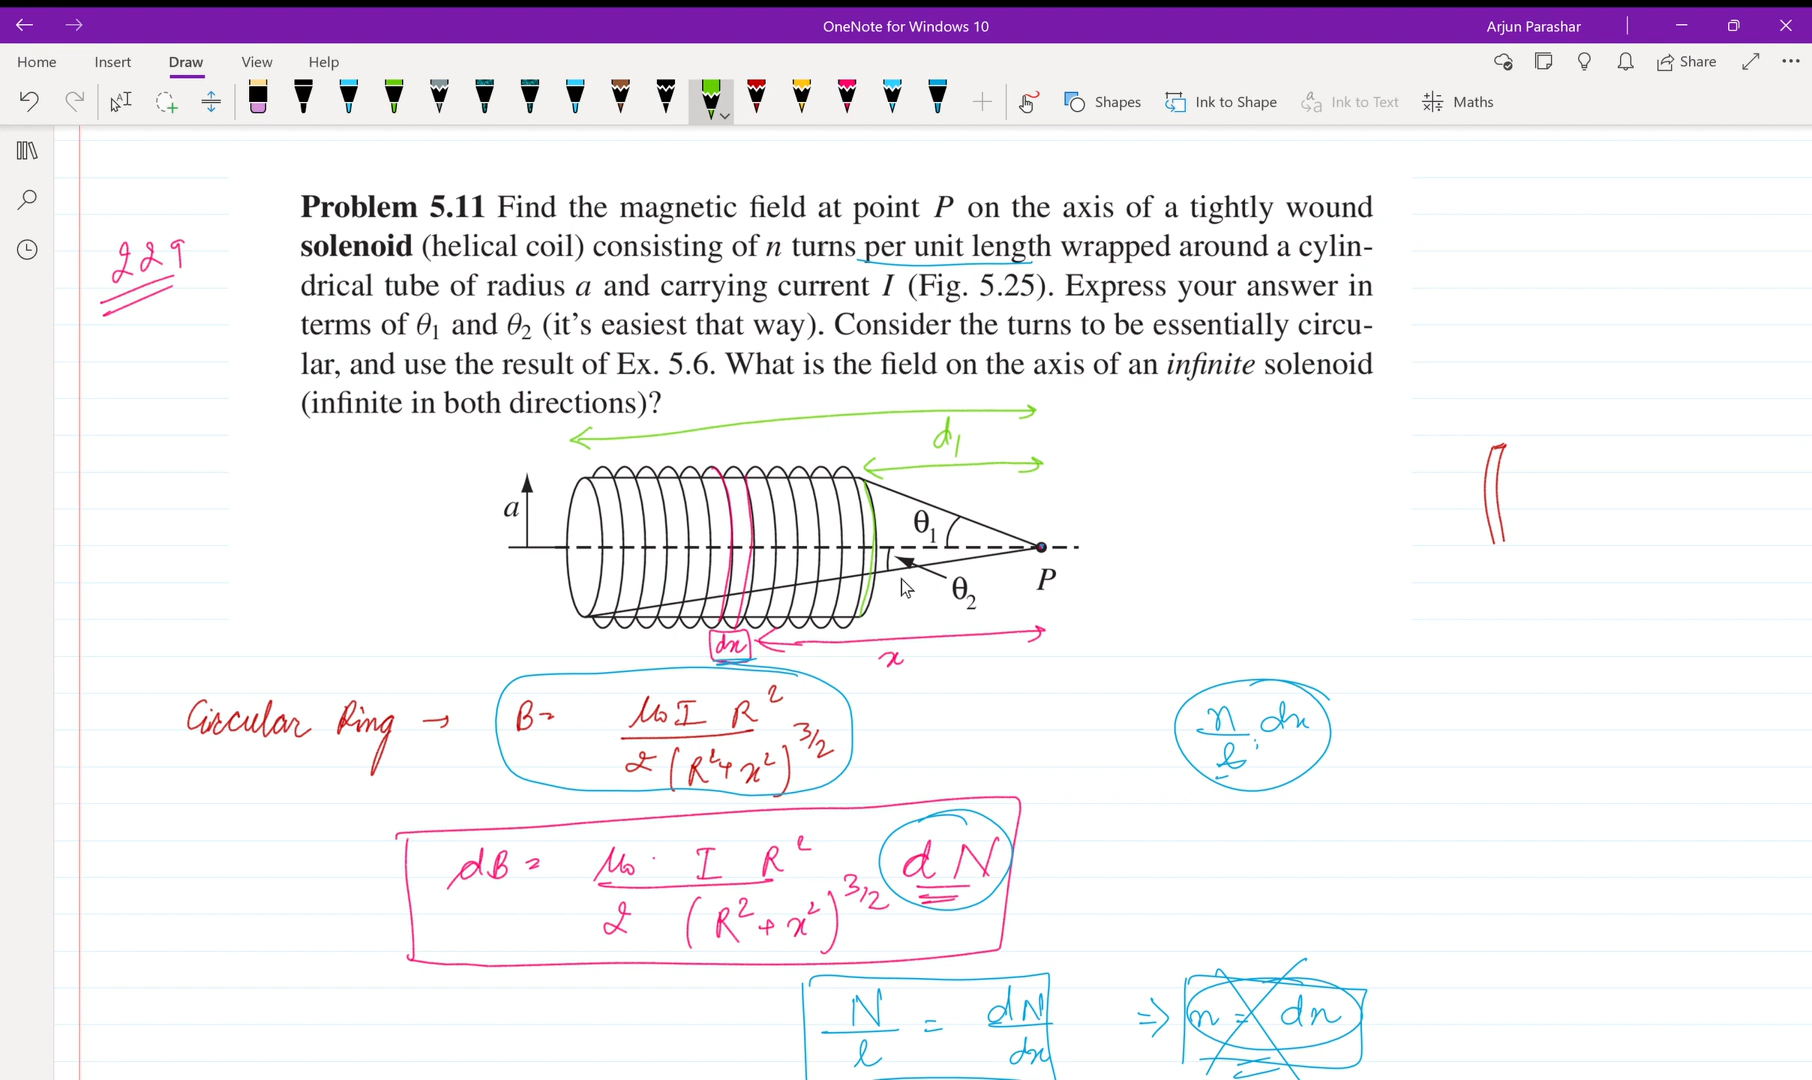 OneNote for Windows 10
Arjun Parashar
Home Insert Draw View Help
Share
Shapes Ink to Shape Ink to Text Maths
Problem 5.11 Find the magnetic field at point P on the axis of a tightly wound
solenoid (helical coil) consisting of n turns per unit length wrapped around a cylin-
drical tube of radius a and carrying current I (Fig. 5.25). Express your answer in
terms of θ₁ and θ₂ (it's easiest that way). Consider the turns to be essentially circu-
lar, and use the result of Ex. 5.6. What is the field on the axis of an infinite solenoid
(infinite in both directions)?
229
d₁
a
θ₁
θ₂
P
dx
x
Circular Ring → B = μ₀ I R² / 2 (R² + x²)^3/2
n/l · dx
dB = μ₀ · I R² / 2 (R² + x²)^3/2 dN
N/l = dN/dx ⇒ n = dx